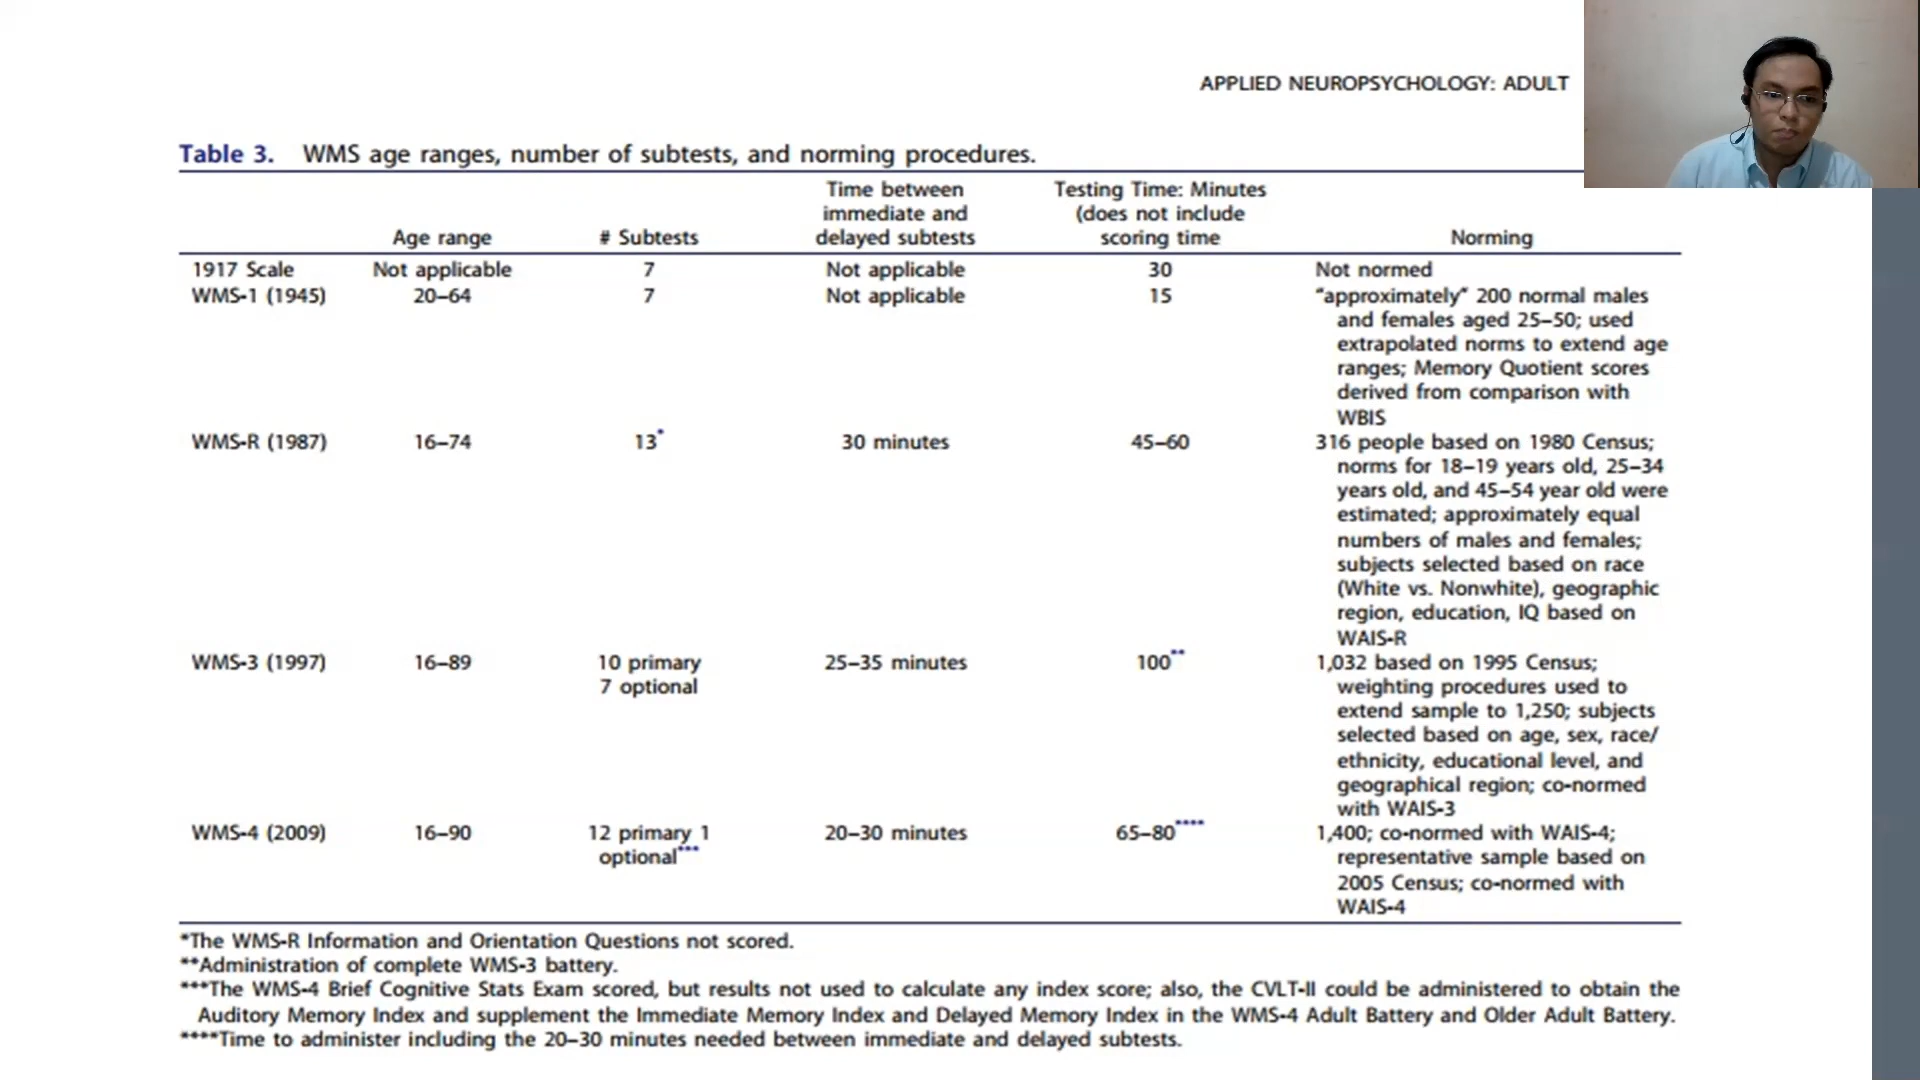 APPLIED NEUROPSYCHOLOGY: ADULT
Table 3. WMS age ranges, number of subtests, and norming procedures.
Age range
# Subtests
Time between
immediate and
delayed subtests
Testing Time: Minutes
(does not include
scoring time
Norming
1917 Scale Not applicable 7 Not applicable 30 Not normed
WMS-1 (1945) 20–64 7 Not applicable 15 "approximately" 200 normal males
and females aged 25–50; used
extrapolated norms to extend age
ranges; Memory Quotient scores
derived from comparison with
WBIS
WMS-R (1987) 16–74 13* 30 minutes 45–60 316 people based on 1980 Census;
norms for 18–19 years old, 25–34
years old, and 45–54 year old were
estimated; approximately equal
numbers of males and females;
subjects selected based on race
(White vs. Nonwhite), geographic
region, education, IQ based on
WAIS-R
WMS-3 (1997) 16–89 10 primary 25–35 minutes 100** 1,032 based on 1995 Census;
7 optional weighting procedures used to
extend sample to 1,250; subjects
selected based on age, sex, race/
ethnicity, educational level, and
geographical region; co-normed
with WAIS-3
WMS-4 (2009) 16–90 12 primary 1 20–30 minutes 65–80**** 1,400; co-normed with WAIS-4;
optional*** representative sample based on
2005 Census; co-normed with
WAIS-4
*The WMS-R Information and Orientation Questions not scored.
**Administration of complete WMS-3 battery.
***The WMS-4 Brief Cognitive Stats Exam scored, but results not used to calculate any index score; also, the CVLT-II could be administered to obtain the
Auditory Memory Index and supplement the Immediate Memory Index and Delayed Memory Index in the WMS-4 Adult Battery and Older Adult Battery.
****Time to administer including the 20–30 minutes needed between immediate and delayed subtests.